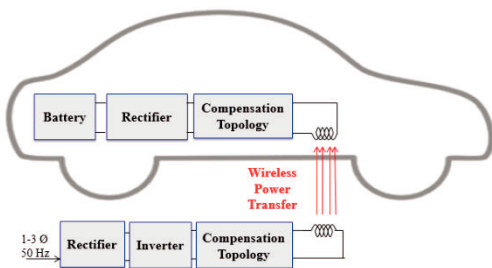 Battery
Rectifier
Compensation
Topology
Wireless
Power
Transfer
1-3 Ø
50 Hz
Rectifier
Inverter
Compensation
Topology